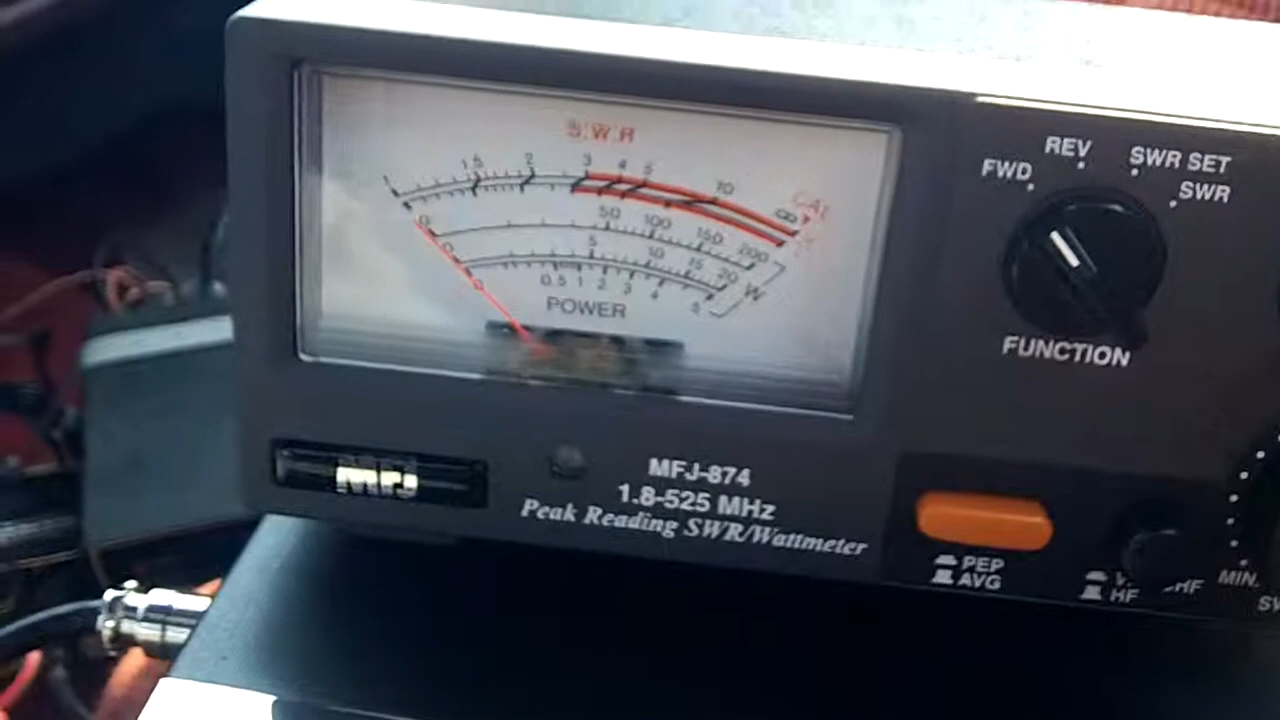 S.W.R
1 1.5 2 3 4 5 10 ∞ CAL
0 50 100 150 200
0 5 10 15 20 W
0 0.5 1 2 3 4 5
POWER
FWD REV SWR SET SWR
FUNCTION
MFJ
MFJ-874
1.8-525 MHz
Peak Reading SWR/Wattmeter
PEP
AVG
HF
MIN.